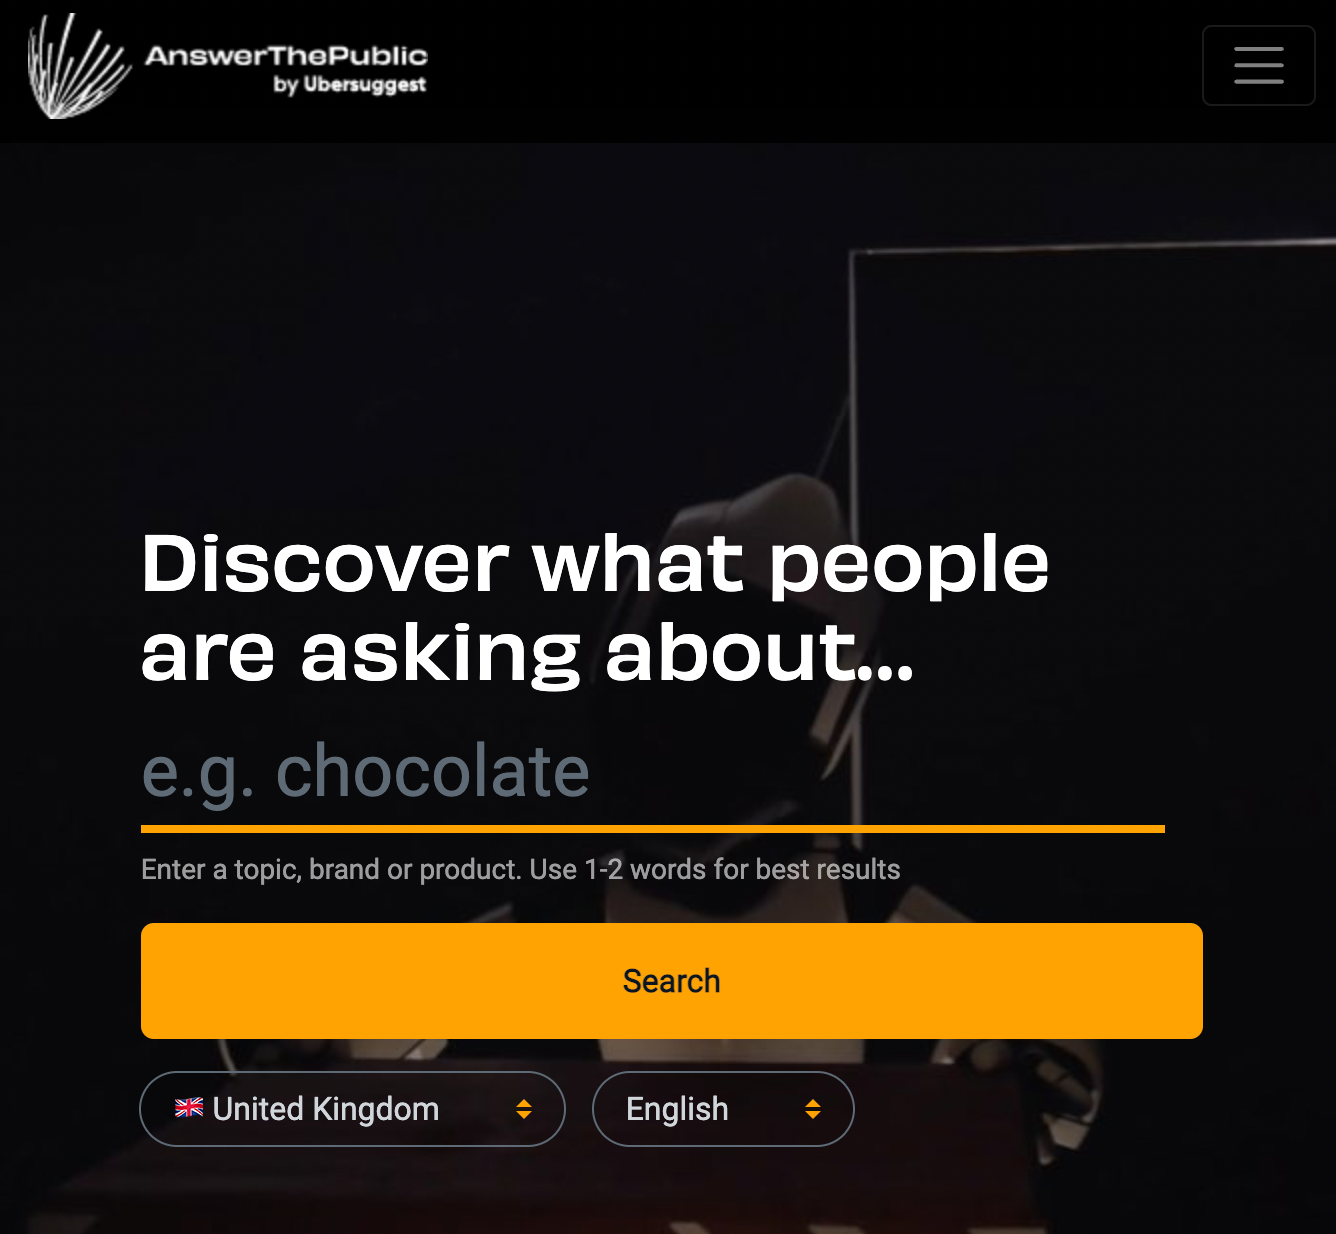 AnswerThePublic
by Ubersuggest
Discover what people
are asking about...
e.g. chocolate
Enter a topic, brand or product. Use 1-2 words for best results
Search
United Kingdom
English